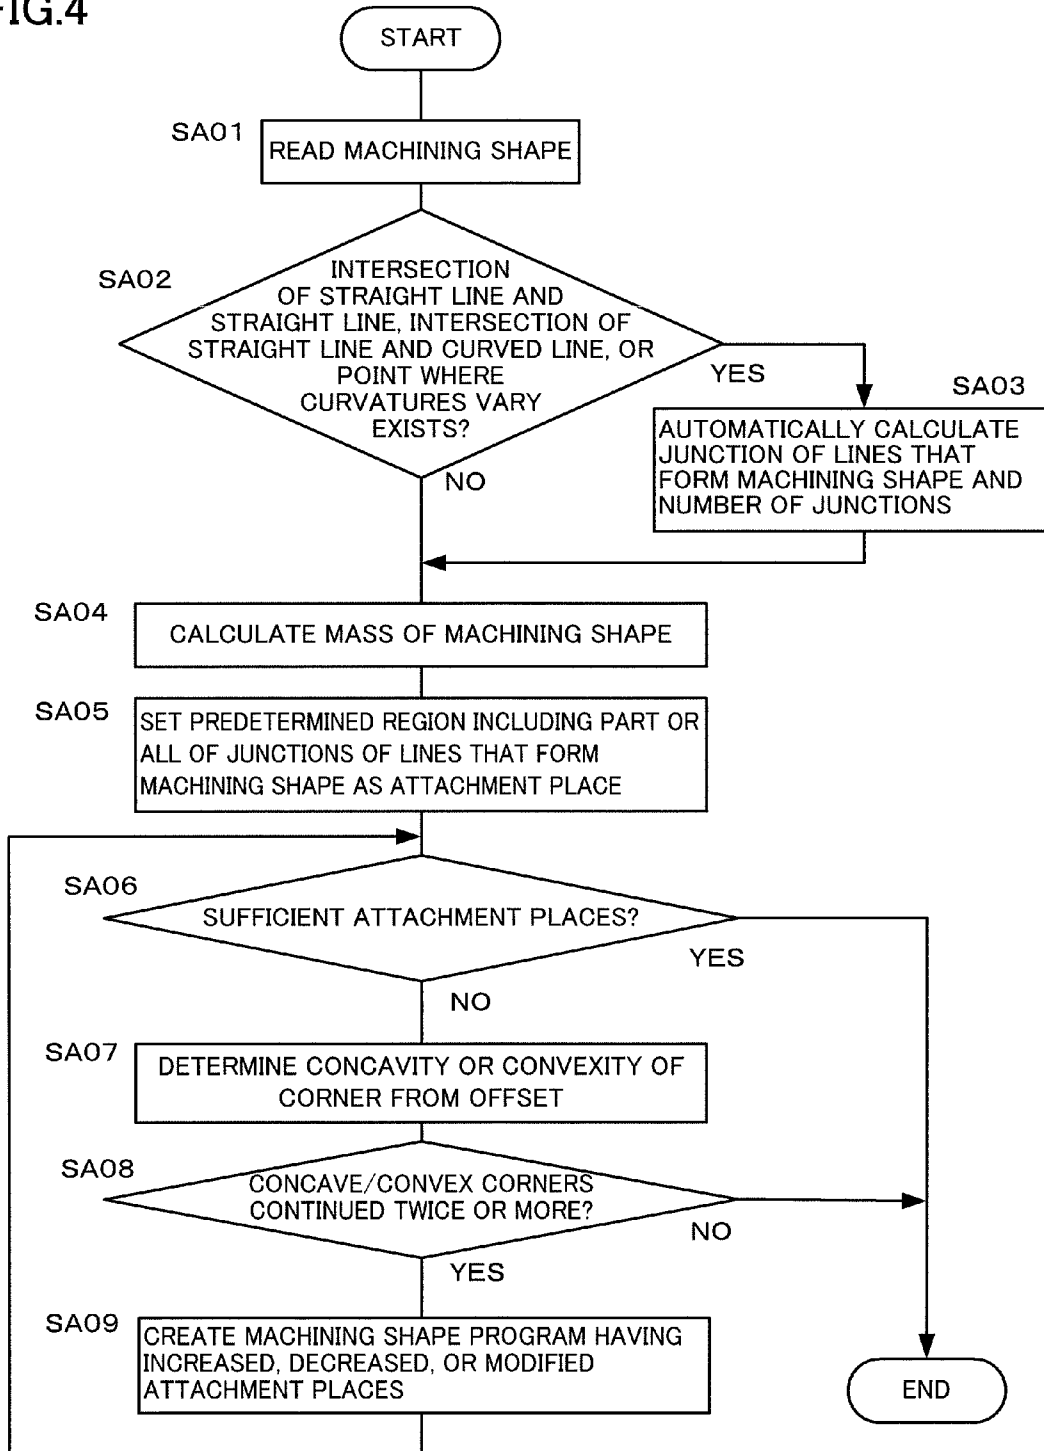 FIG.4
START
SA01
READ MACHINING SHAPE
SA02
INTERSECTION
OF STRAIGHT LINE AND
STRAIGHT LINE, INTERSECTION OF
STRAIGHT LINE AND CURVED LINE, OR
POINT WHERE
CURVATURES VARY
EXISTS?
YES
NO
SA03
AUTOMATICALLY CALCULATE
JUNCTION OF LINES THAT
FORM MACHINING SHAPE AND
NUMBER OF JUNCTIONS
SA04
CALCULATE MASS OF MACHINING SHAPE
SA05
SET PREDETERMINED REGION INCLUDING PART OR
ALL OF JUNCTIONS OF LINES THAT FORM
MACHINING SHAPE AS ATTACHMENT PLACE
SA06
SUFFICIENT ATTACHMENT PLACES?
YES
NO
SA07
DETERMINE CONCAVITY OR CONVEXITY OF
CORNER FROM OFFSET
SA08
CONCAVE/CONVEX CORNERS
CONTINUED TWICE OR MORE?
NO
YES
SA09
CREATE MACHINING SHAPE PROGRAM HAVING
INCREASED, DECREASED, OR MODIFIED
ATTACHMENT PLACES
END